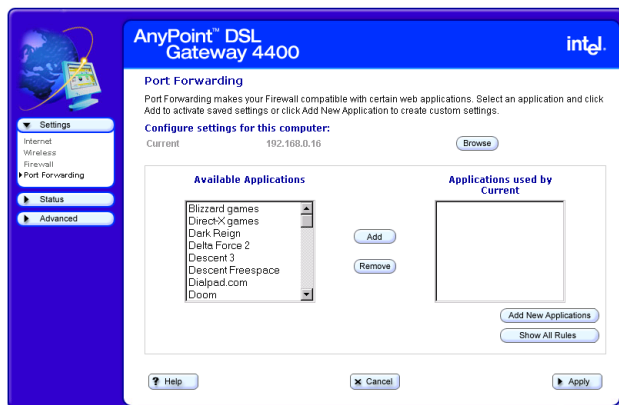 AnyPoint™ DSL
Gateway 4400
intel.
Port Forwarding
Port Forwarding makes your Firewall compatible with certain web applications. Select an application and click
Add to activate saved settings or click Add New Application to create custom settings.
Configure settings for this computer:
Current 192.168.0.16 Browse
Settings
Internet
Wireless
Firewall
Port Forwarding
Status
Advanced
Available Applications
Blizzard games
Direct-X games
Dark Reign
Delta Force 2
Descent 3
Descent Freespace
Dialpad.com
Doom
Add
Remove
Applications used by
Current
Add New Applications
Show All Rules
? Help
x Cancel
Apply